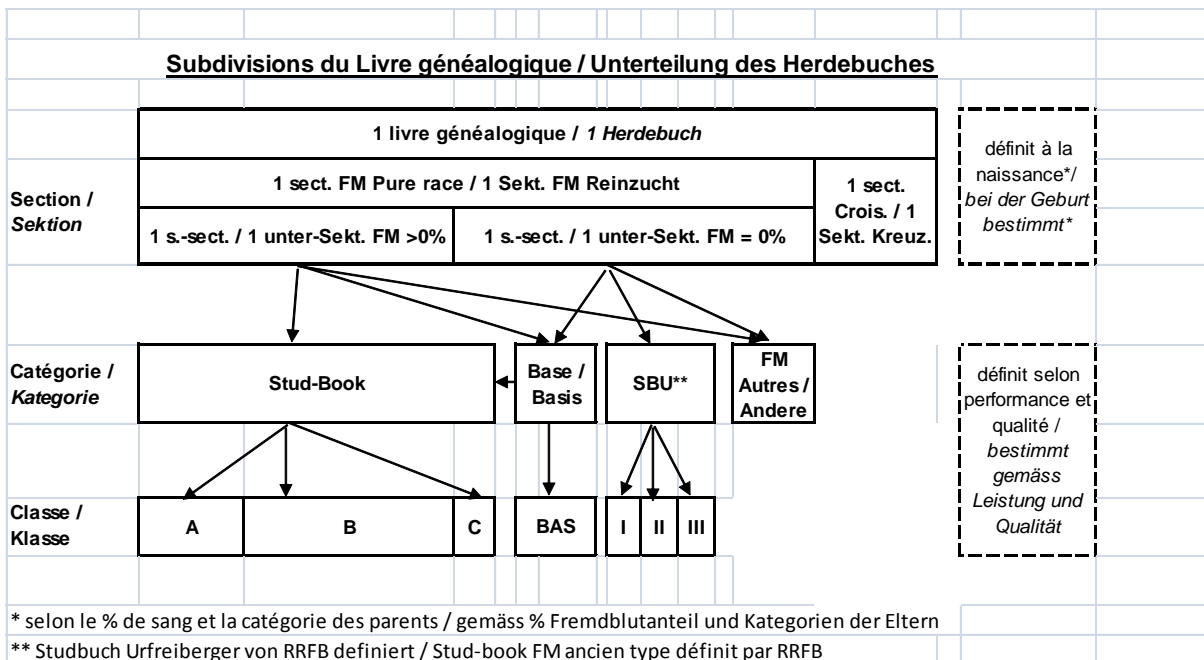 Subdivisions du Livre généalogique / Unterteilung des Herdebuches
1 livre généalogique / 1 Herdebuch
Section /
Sektion
1 sect. FM Pure race / 1 Sekt. FM Reinzucht
1 s.-sect. / 1 unter-Sekt. FM >0%
1 s.-sect. / 1 unter-Sekt. FM = 0%
1 sect.
Crois. / 1
Sekt. Kreuz.
définit à la
naissance*/
bei der Geburt
bestimmt*
Catégorie /
Kategorie
Stud-Book
Base /
Basis
SBU**
FM
Autres /
Andere
définit selon
performance et
qualité /
bestimmt
gemäss
Leistung und
Qualität
Classe /
Klasse
A
B
C
BAS
I
II
III
* selon le % de sang et la catégorie des parents / gemäss % Fremdblutanteil und Kategorien der Eltern
** Studbuch Urfreiberger von RRFB definiert / Stud-book FM ancien type définit par RRFB